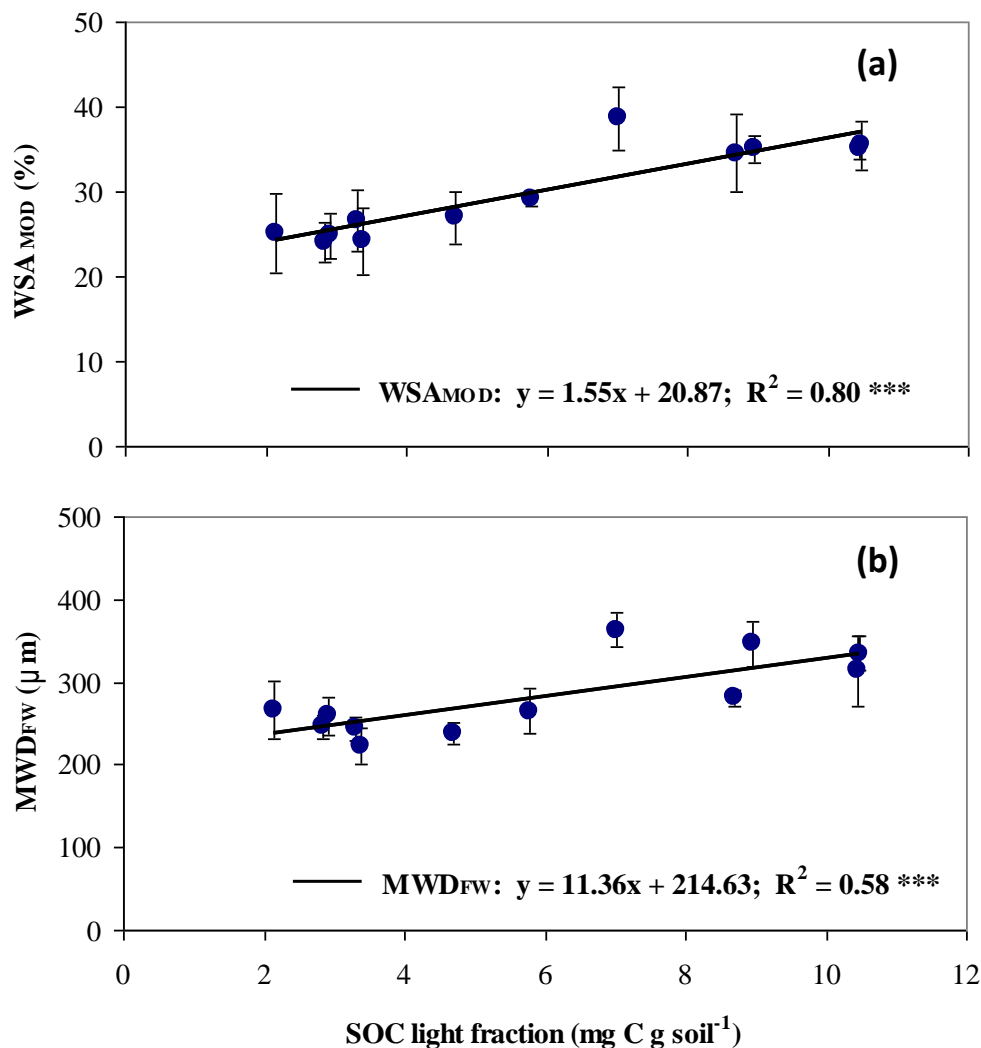 50
40
30
20
10
0
WSA MOD (%)
(a)
WSAMOD: y = 1.55x + 20.87; R² = 0.80 ***
500
400
300
200
100
0
MWDFW (µm)
(b)
MWDFW: y = 11.36x + 214.63; R² = 0.58 ***
0 2 4 6 8 10 12
SOC light fraction (mg C g soil⁻¹)